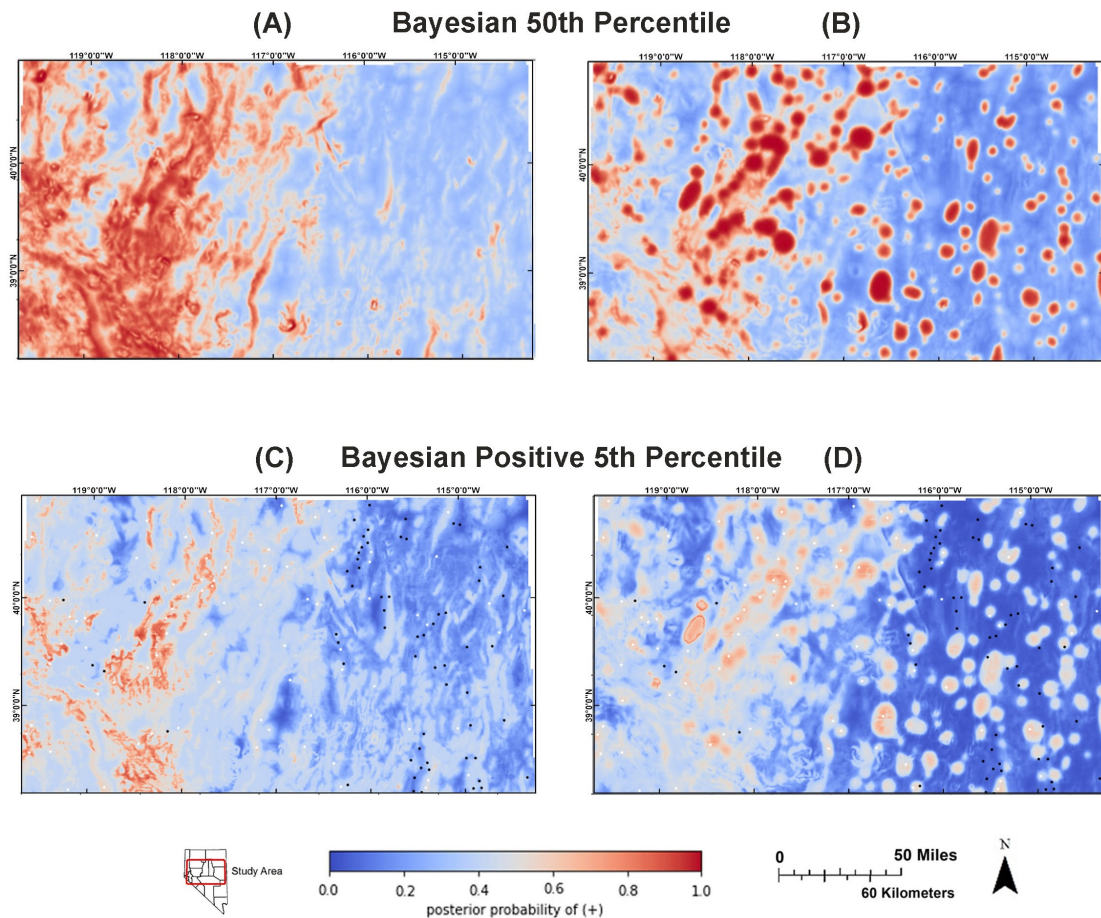 (A) Bayesian 50th Percentile (B)
119°0'0"W 118°0'0"W 117°0'0"W 116°0'0"W 115°0'0"W
119°0'0"W 118°0'0"W 117°0'0"W 116°0'0"W 115°0'0"W
40°0'0"N
39°0'0"N
40°0'0"N
39°0'0"N
(C) Bayesian Positive 5th Percentile (D)
119°0'0"W 118°0'0"W 117°0'0"W 116°0'0"W 115°0'0"W
119°0'0"W 118°0'0"W 117°0'0"W 116°0'0"W 115°0'0"W
40°0'0"N
39°0'0"N
40°0'0"N
39°0'0"N
Study Area
0.0 0.2 0.4 0.6 0.8 1.0
posterior probability of (+)
0 50 Miles
60 Kilometers
N